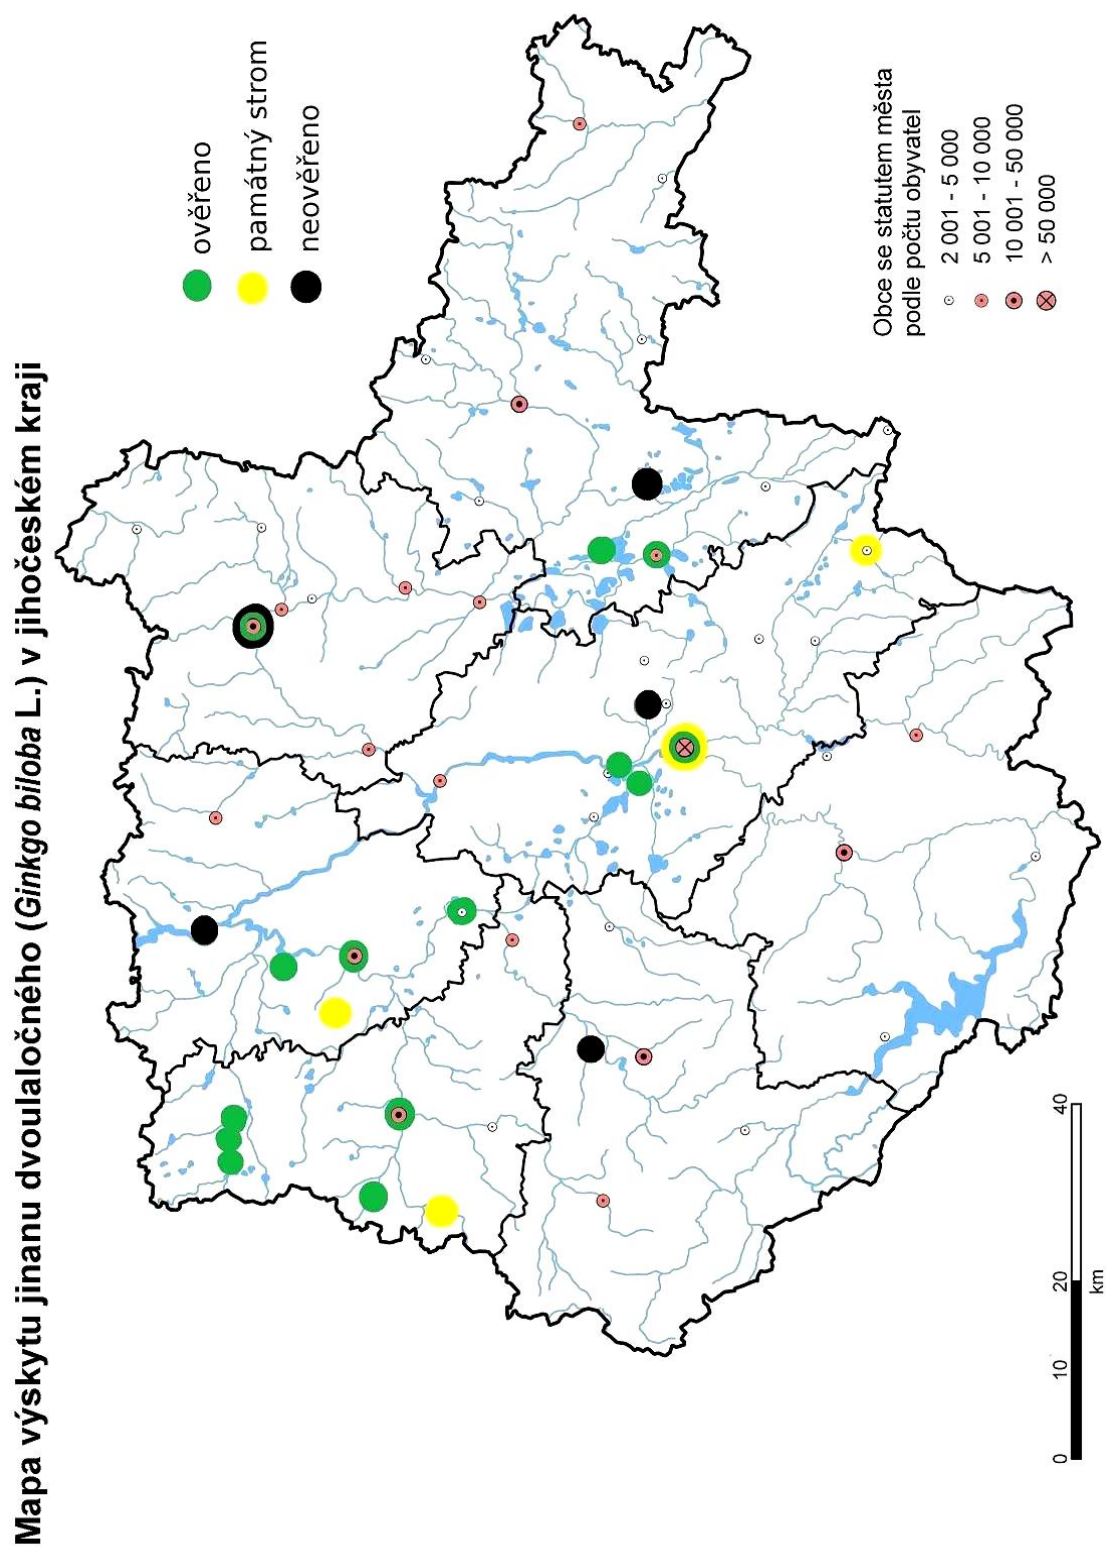 Mapa výskytu jinanu dvoulaločného (Ginkgo biloba L.) v jihočeském kraji
ověřeno
památný strom
neověřeno
Obce se statutem města
podle počtu obyvatel
2 001 - 5 000
5 001 - 10 000
10 001 - 50 000
> 50 000
0 10 20 40
km